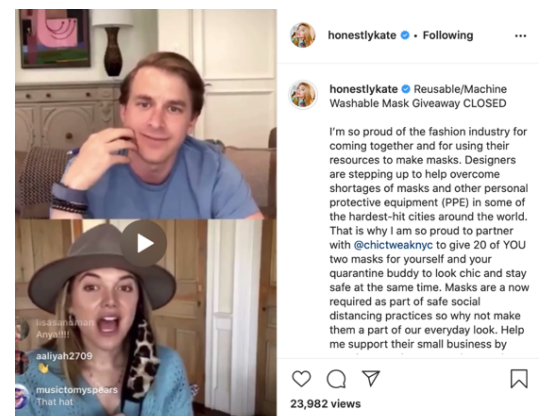 honestlykate • Following
honestlykate Reusable/Machine
Washable Mask Giveaway CLOSED
I'm so proud of the fashion industry for
coming together and for using their
resources to make masks. Designers
are stepping up to help overcome
shortages of masks and other personal
protective equipment (PPE) in some of
the hardest-hit cities around the world.
That is why I am so proud to partner
with @chictweaknyc to give 20 of YOU
two masks for yourself and your
quarantine buddy to look chic and stay
safe at the same time. Masks are a now
required as part of safe social
distancing practices so why not make
them a part of our everyday look. Help
me support their small business by
23,982 views
Anya!!!!
aaliyah2709
musictomyspears
That hat